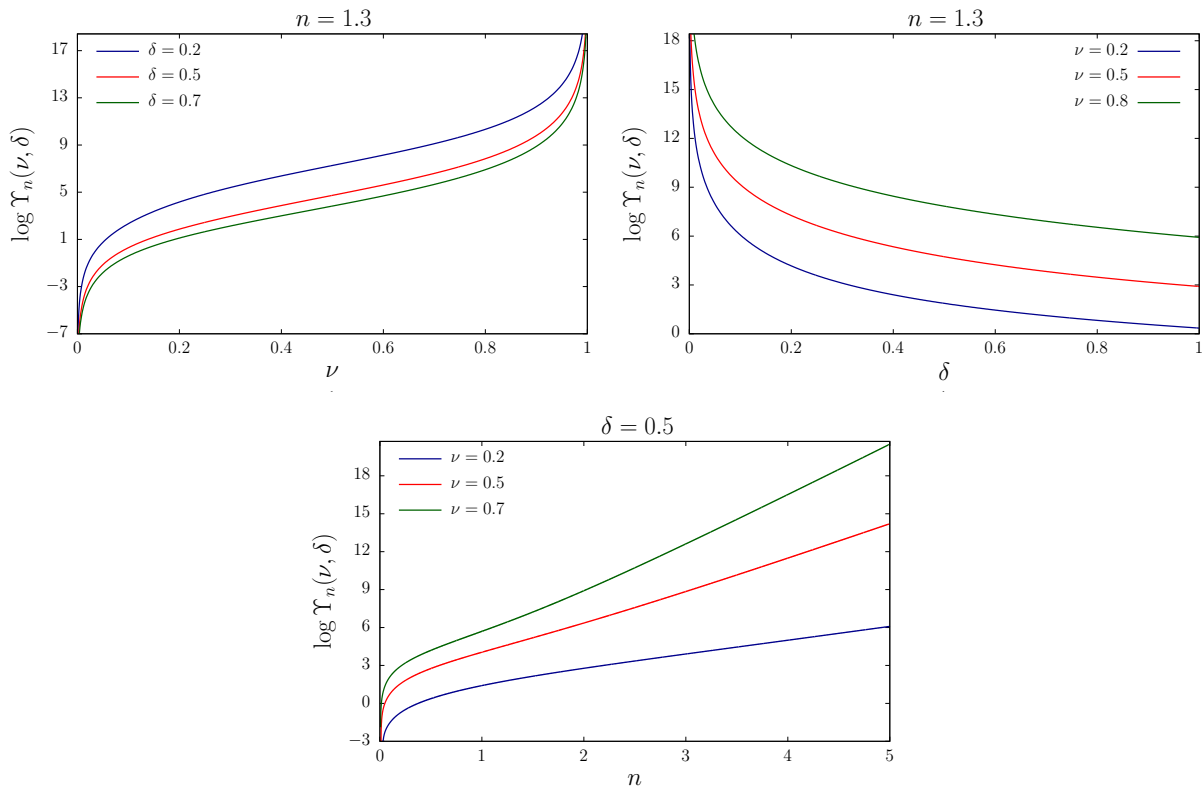 n = 1.3
log Υₙ(ν, δ)
17
13
9
5
1
−3
−7
δ = 0.2
δ = 0.5
δ = 0.7
0 0.2 0.4 0.6 0.8 1
ν
n = 1.3
log Υₙ(ν, δ)
18
15
12
9
6
3
0
ν = 0.2
ν = 0.5
ν = 0.8
0 0.2 0.4 0.6 0.8 1
δ
δ = 0.5
log Υₙ(ν, δ)
18
15
12
9
6
3
0
−3
ν = 0.2
ν = 0.5
ν = 0.7
0 1 2 3 4 5
n